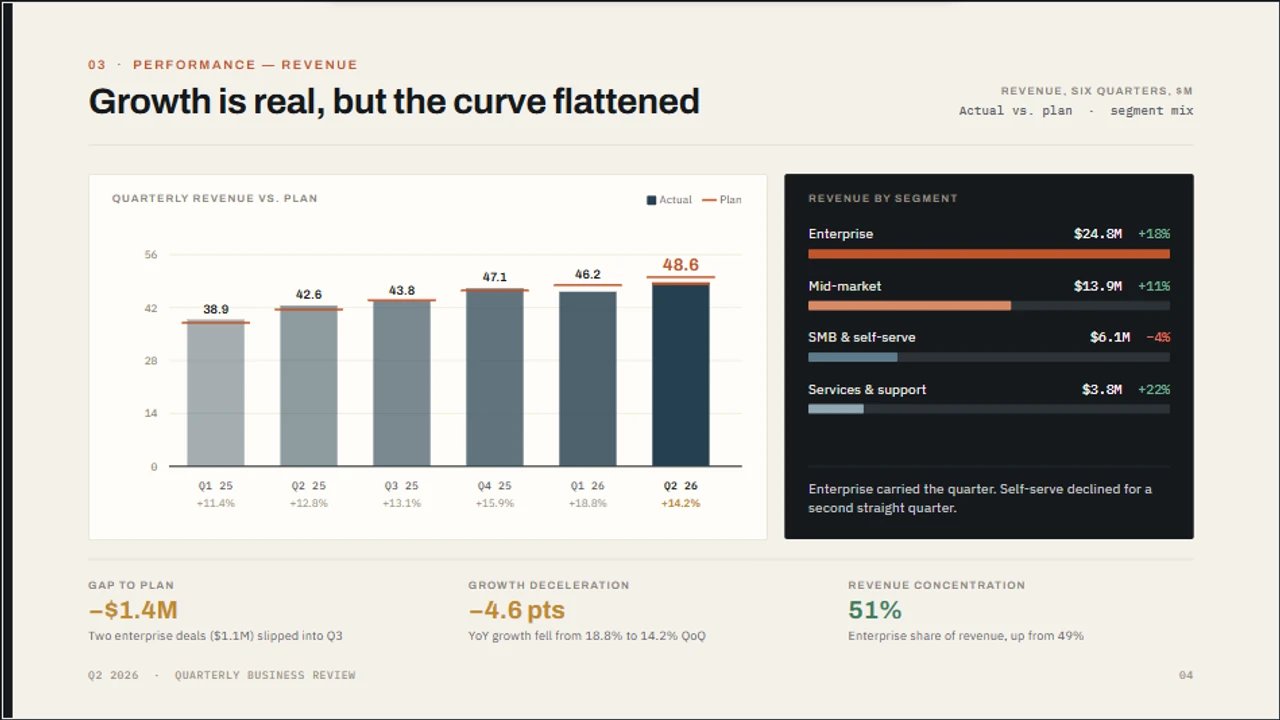 03 · PERFORMANCE — REVENUE
Growth is real, but the curve flattened
REVENUE, SIX QUARTERS, $M
Actual vs. plan · segment mix
QUARTERLY REVENUE VS. PLAN
Actual Plan
56
42
28
14
0
38.9
42.6
43.8
47.1
46.2
48.6
Q1 25 Q2 25 Q3 25 Q4 25 Q1 26 Q2 26
+11.4% +12.8% +13.1% +15.9% +18.8% +14.2%
REVENUE BY SEGMENT
Enterprise $24.8M +18%
Mid-market $13.9M +11%
SMB & self-serve $6.1M −4%
Services & support $3.8M +22%
Enterprise carried the quarter. Self-serve declined for a
second straight quarter.
GAP TO PLAN
−$1.4M
Two enterprise deals ($1.1M) slipped into Q3
GROWTH DECELERATION
−4.6 pts
YoY growth fell from 18.8% to 14.2% QoQ
REVENUE CONCENTRATION
51%
Enterprise share of revenue, up from 49%
Q2 2026 · QUARTERLY BUSINESS REVIEW
04